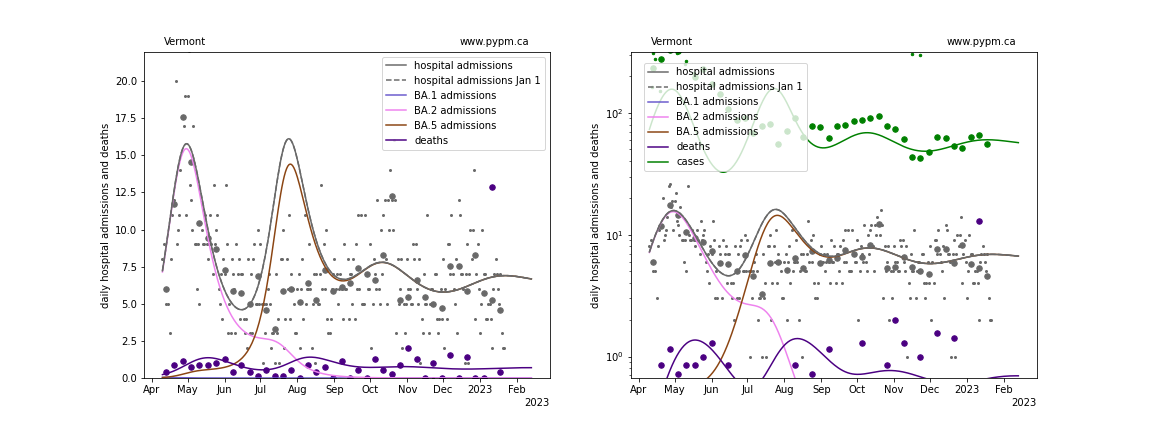 Vermont
www.pypm.ca
daily hospital admissions and deaths
20.0
17.5
15.0
12.5
10.0
7.5
5.0
2.5
0.0
hospital admissions
hospital admissions Jan 1
BA.1 admissions
BA.2 admissions
BA.5 admissions
deaths
Apr May Jun Jul Aug Sep Oct Nov Dec 2023 Feb
2023
Vermont
www.pypm.ca
daily hospital admissions and deaths
10²
10¹
10⁰
hospital admissions
hospital admissions Jan 1
BA.1 admissions
BA.2 admissions
BA.5 admissions
deaths
cases
Apr May Jun Jul Aug Sep Oct Nov Dec 2023 Feb
2023